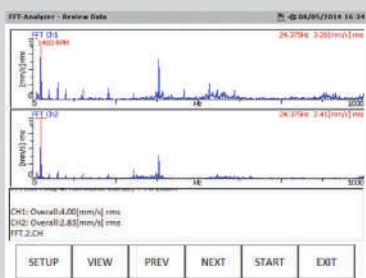 FFT-Analyzer - Review Data
08/05/2014 16:34
FFT Ch1
24.375Hz 3.26[mm/s] rms
1460 RPM
[mm/s] rms
0
Hz
1000
FFT Ch2
24.375Hz 2.41[mm/s] rms
[mm/s] rms
0
Hz
1000
CH1: Overall:4.00[mm/s] rms
CH2: Overall:2.83[mm/s] rms
FFT.2.CH
SETUP VIEW PREV NEXT START EXIT